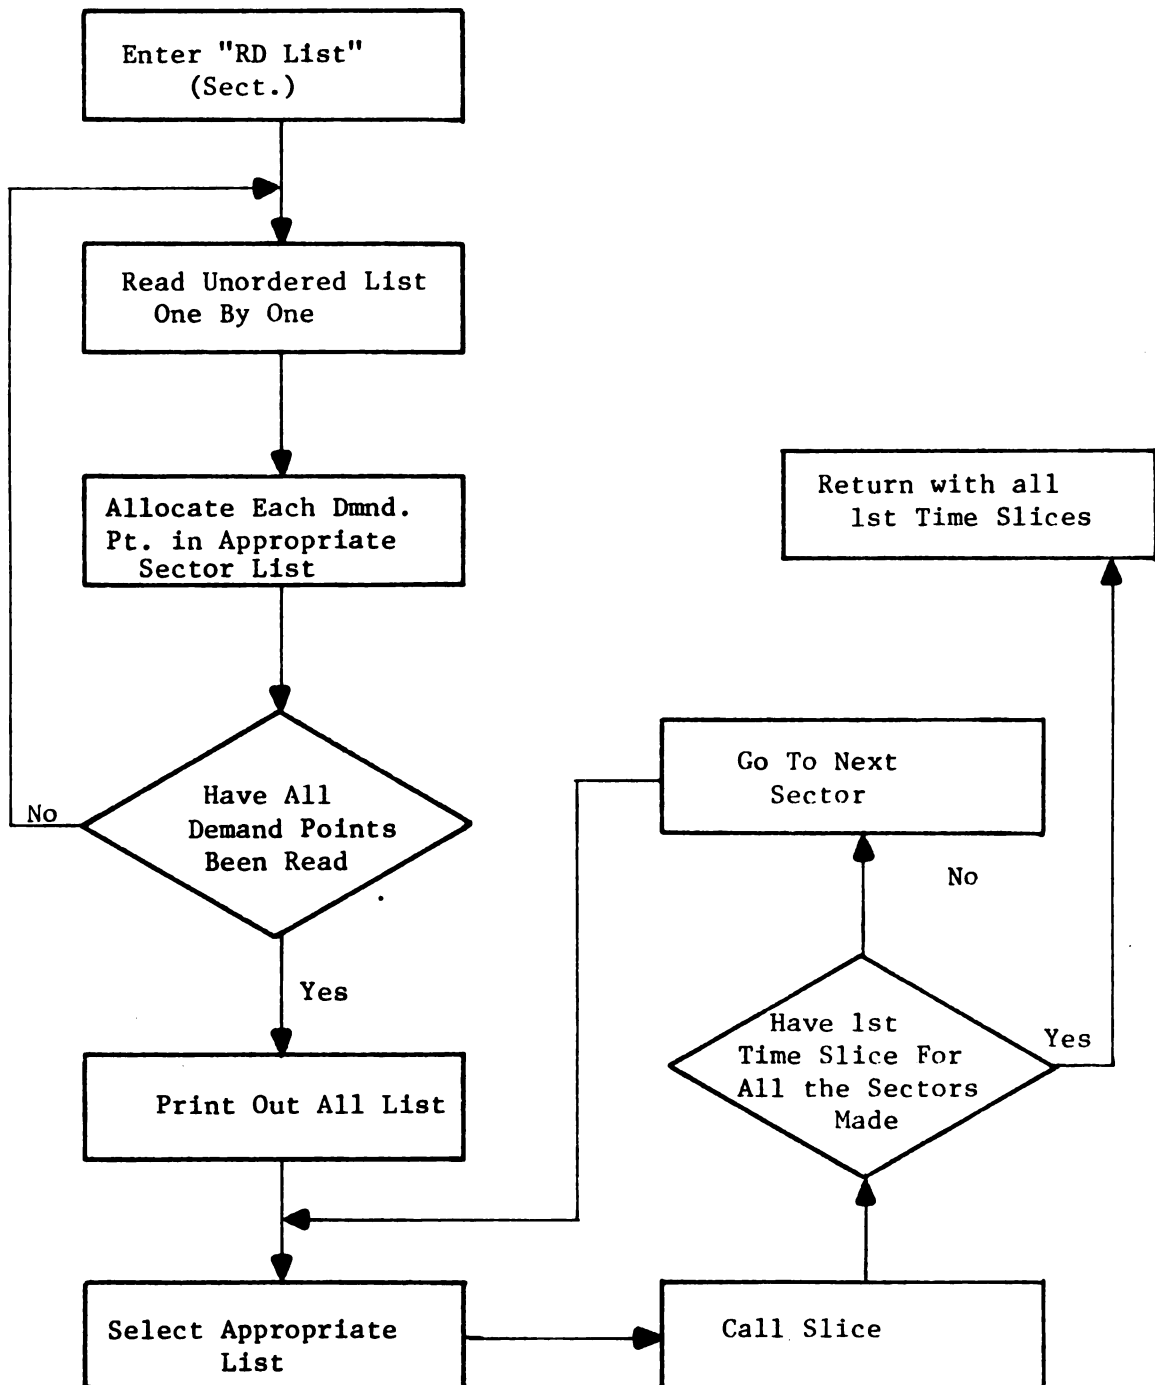 Enter "RD List"
(Sect.)
Read Unordered List
One By One
Allocate Each Dmnd.
Pt. in Appropriate
Sector List
Have All
Demand Points
Been Read
No
Yes
Print Out All List
Select Appropriate
List
Call Slice
Have 1st
Time Slice For
All the Sectors
Made
No
Yes
Go To Next
Sector
Return with all
1st Time Slices